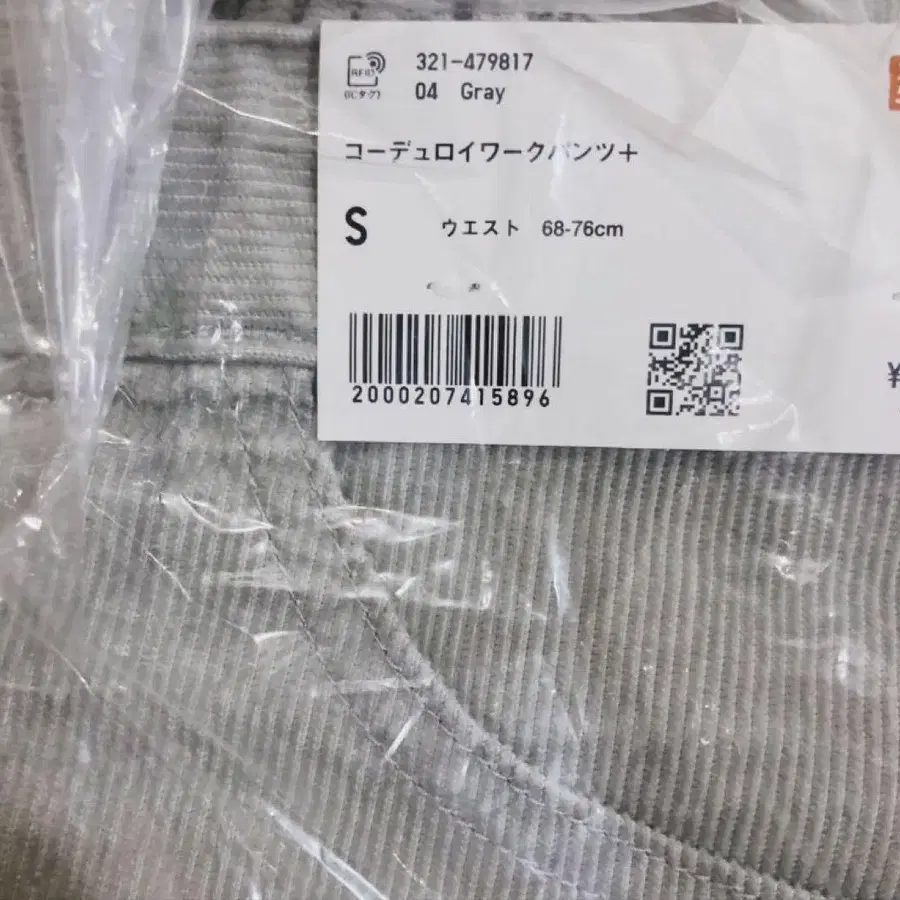 321-479817
RFID
(ICタグ)
04 Gray
コーデュロイワークパンツ+
S ウエスト 68-76cm
2000207415896
¥